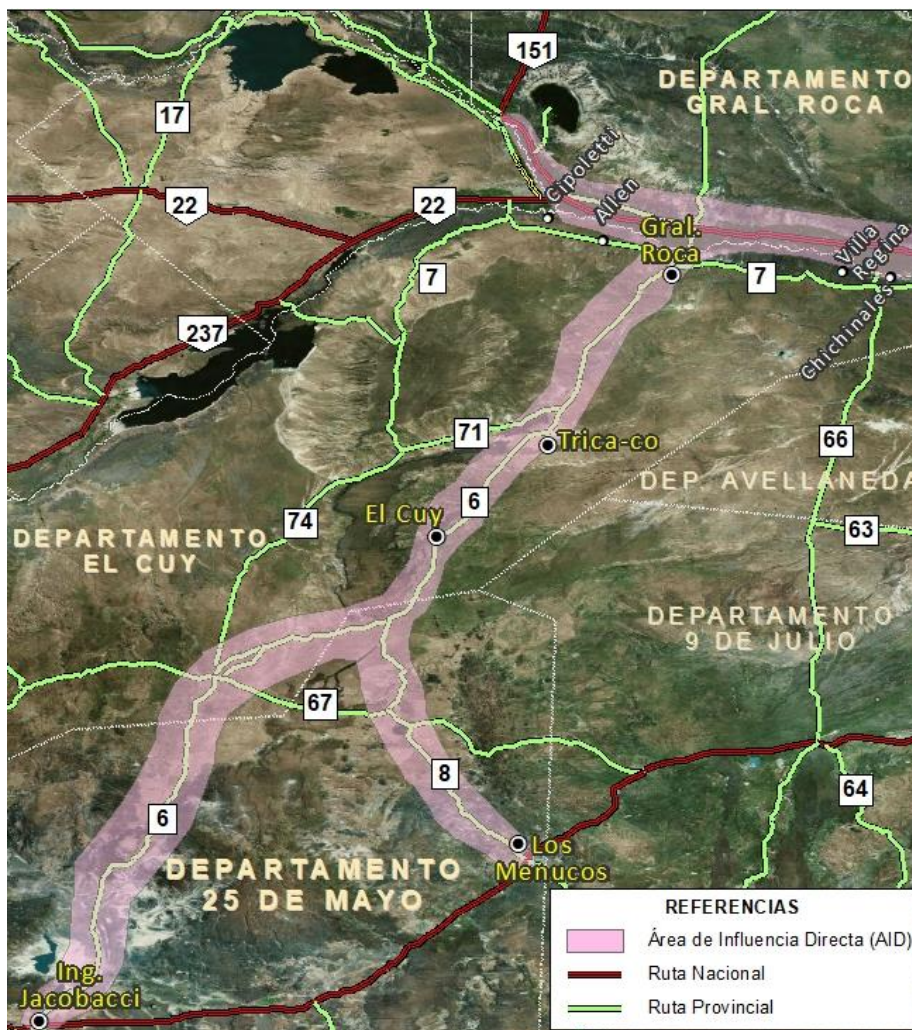 151
DEPARTAMENTO
GRAL. ROCA
17
Cipoletti
Allen
22
22
Gral.
Roca
Villa
Regina
7
7
Chichinales
237
71
Trica-co
66
6
DEP. AVELLANEDA
El Cuy
74
63
DEPARTAMENTO
EL CUY
DEPARTAMENTO
9 DE JULIO
67
8
64
6
Los
Menucos
DEPARTAMENTO
25 DE MAYO
REFERENCIAS
Área de Influencia Directa (AID)
Ruta Nacional
Ruta Provincial
Ing.
Jacobacci